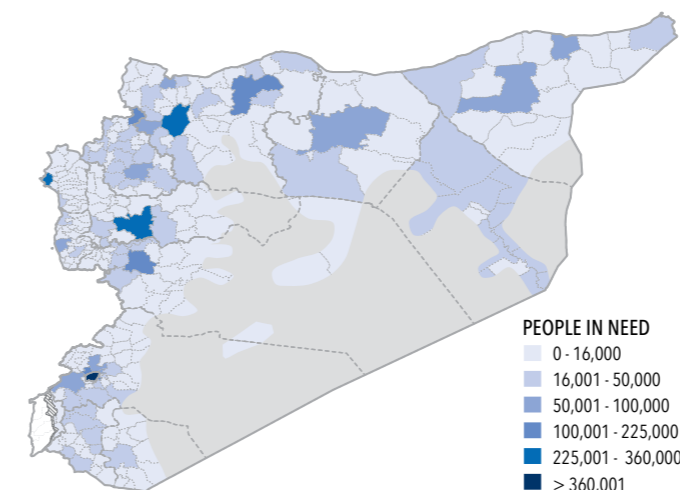 PEOPLE IN NEED
0 - 16,000
16,001 - 50,000
50,001 - 100,000
100,001 - 225,000
225,001 - 360,000
> 360,001